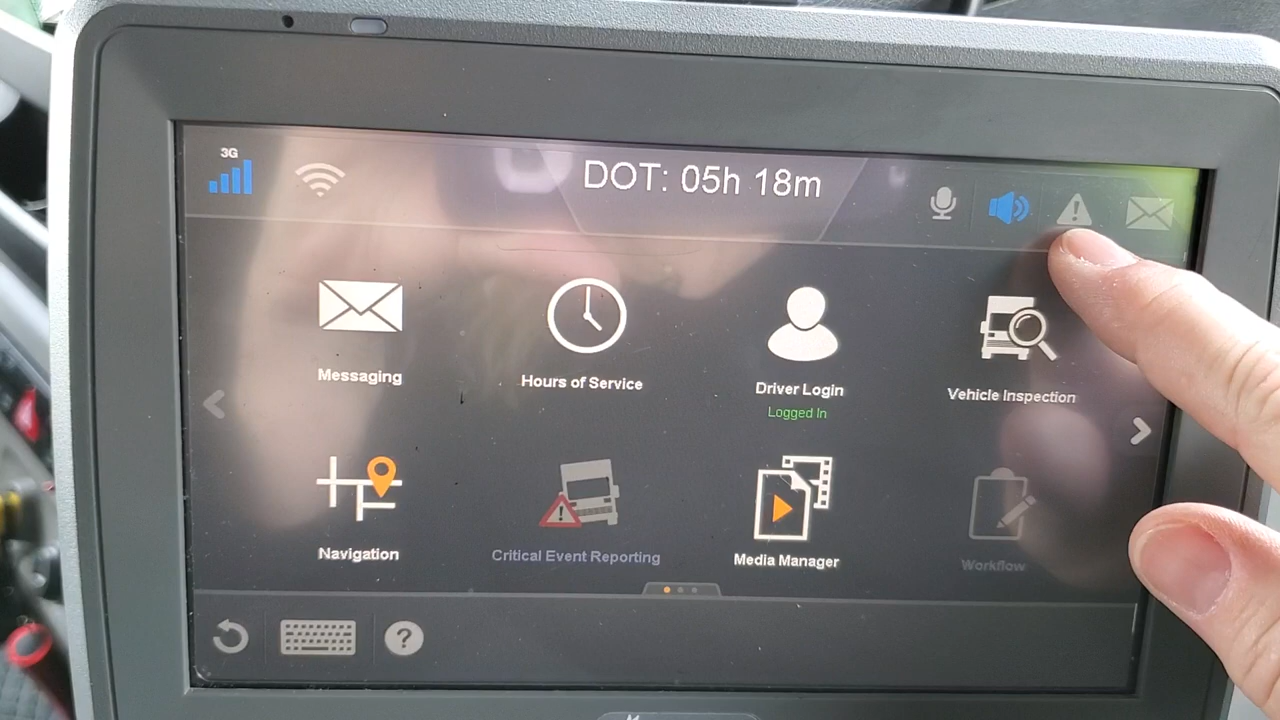 3G
DOT: 05h 18m
Messaging
Hours of Service
Driver Login
Logged In
Vehicle Inspection
Navigation
Critical Event Reporting
Media Manager
Workflow
?